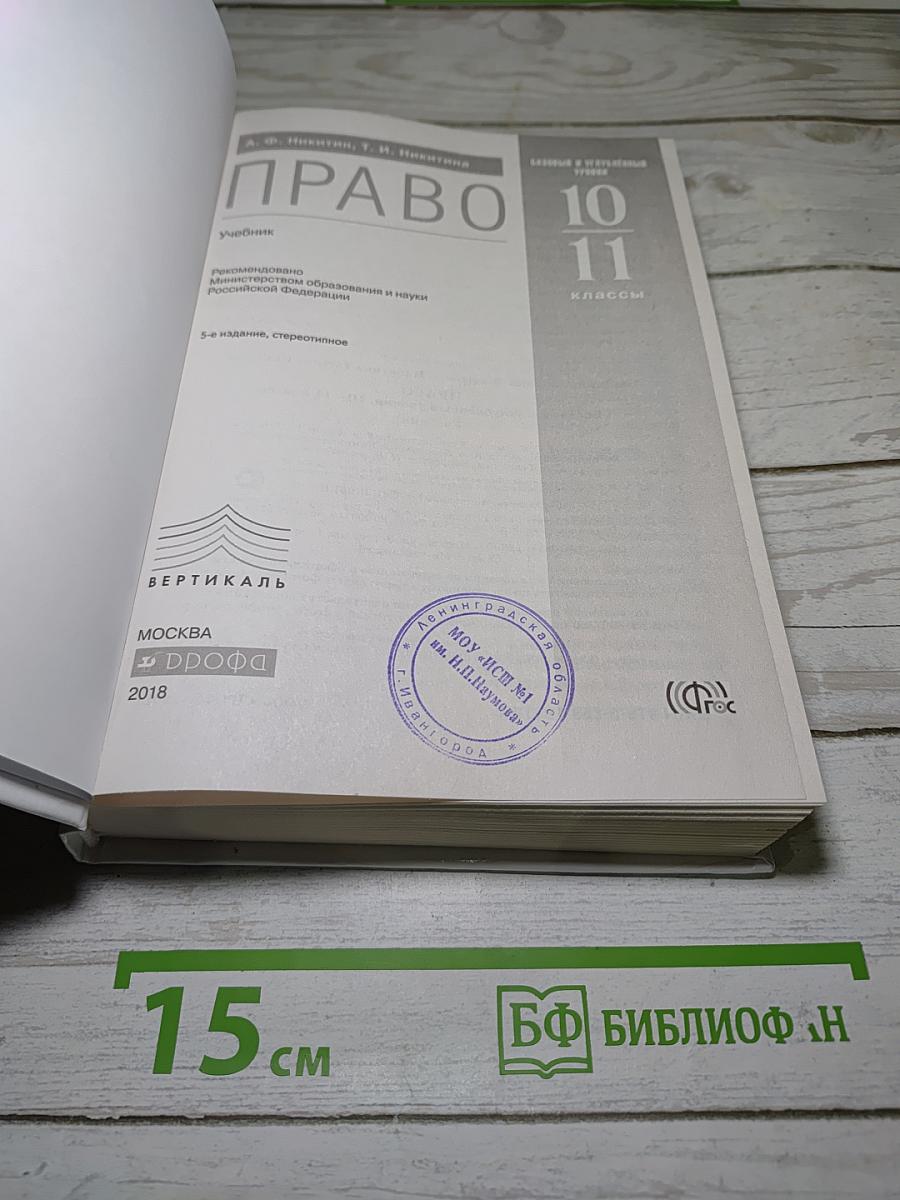 А. Ф. Никитин, Т. И. Никитина
ПРАВО
учебник
Рекомендовано
Министерством образования и науки
Российской Федерации
5-е издание, стереотипное
БАЗОВЫЙ И УГЛУБЛЁННЫЙ
УРОВНИ
10
11
классы
ВЕРТИКАЛЬ
МОСКВА
ДРОФА
2018
* Ленинградская область *
г. Ивангород
МОУ «ИСШ №1
им. Н.П.Наумова»
ФГОС
15 см
БФ
БИБЛИОФ